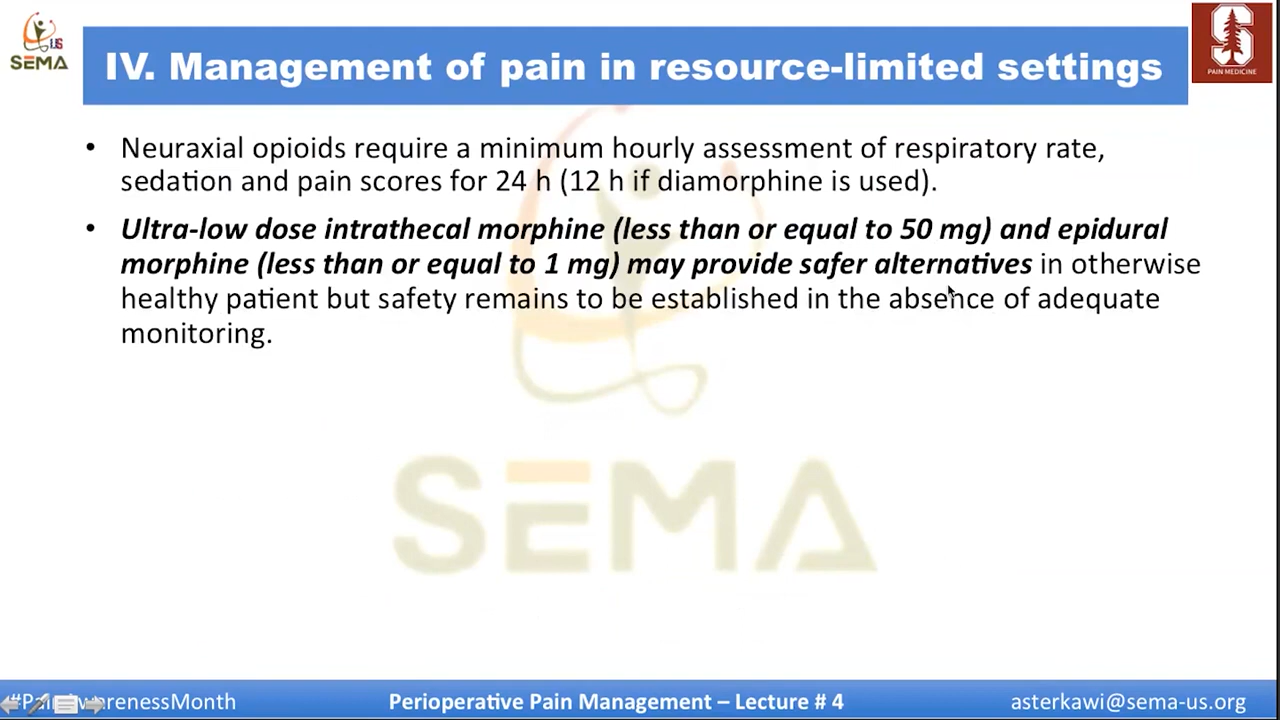 US
SEMA
IV. Management of pain in resource-limited settings
S
PAIN MEDICINE
• Neuraxial opioids require a minimum hourly assessment of respiratory rate,
sedation and pain scores for 24 h (12 h if diamorphine is used).
• Ultra-low dose intrathecal morphine (less than or equal to 50 mg) and epidural
morphine (less than or equal to 1 mg) may provide safer alternatives in otherwise
healthy patient but safety remains to be established in the absence of adequate
monitoring.
SEMA
#PainAwarenessMonth
Perioperative Pain Management – Lecture # 4
asterkawi@sema-us.org